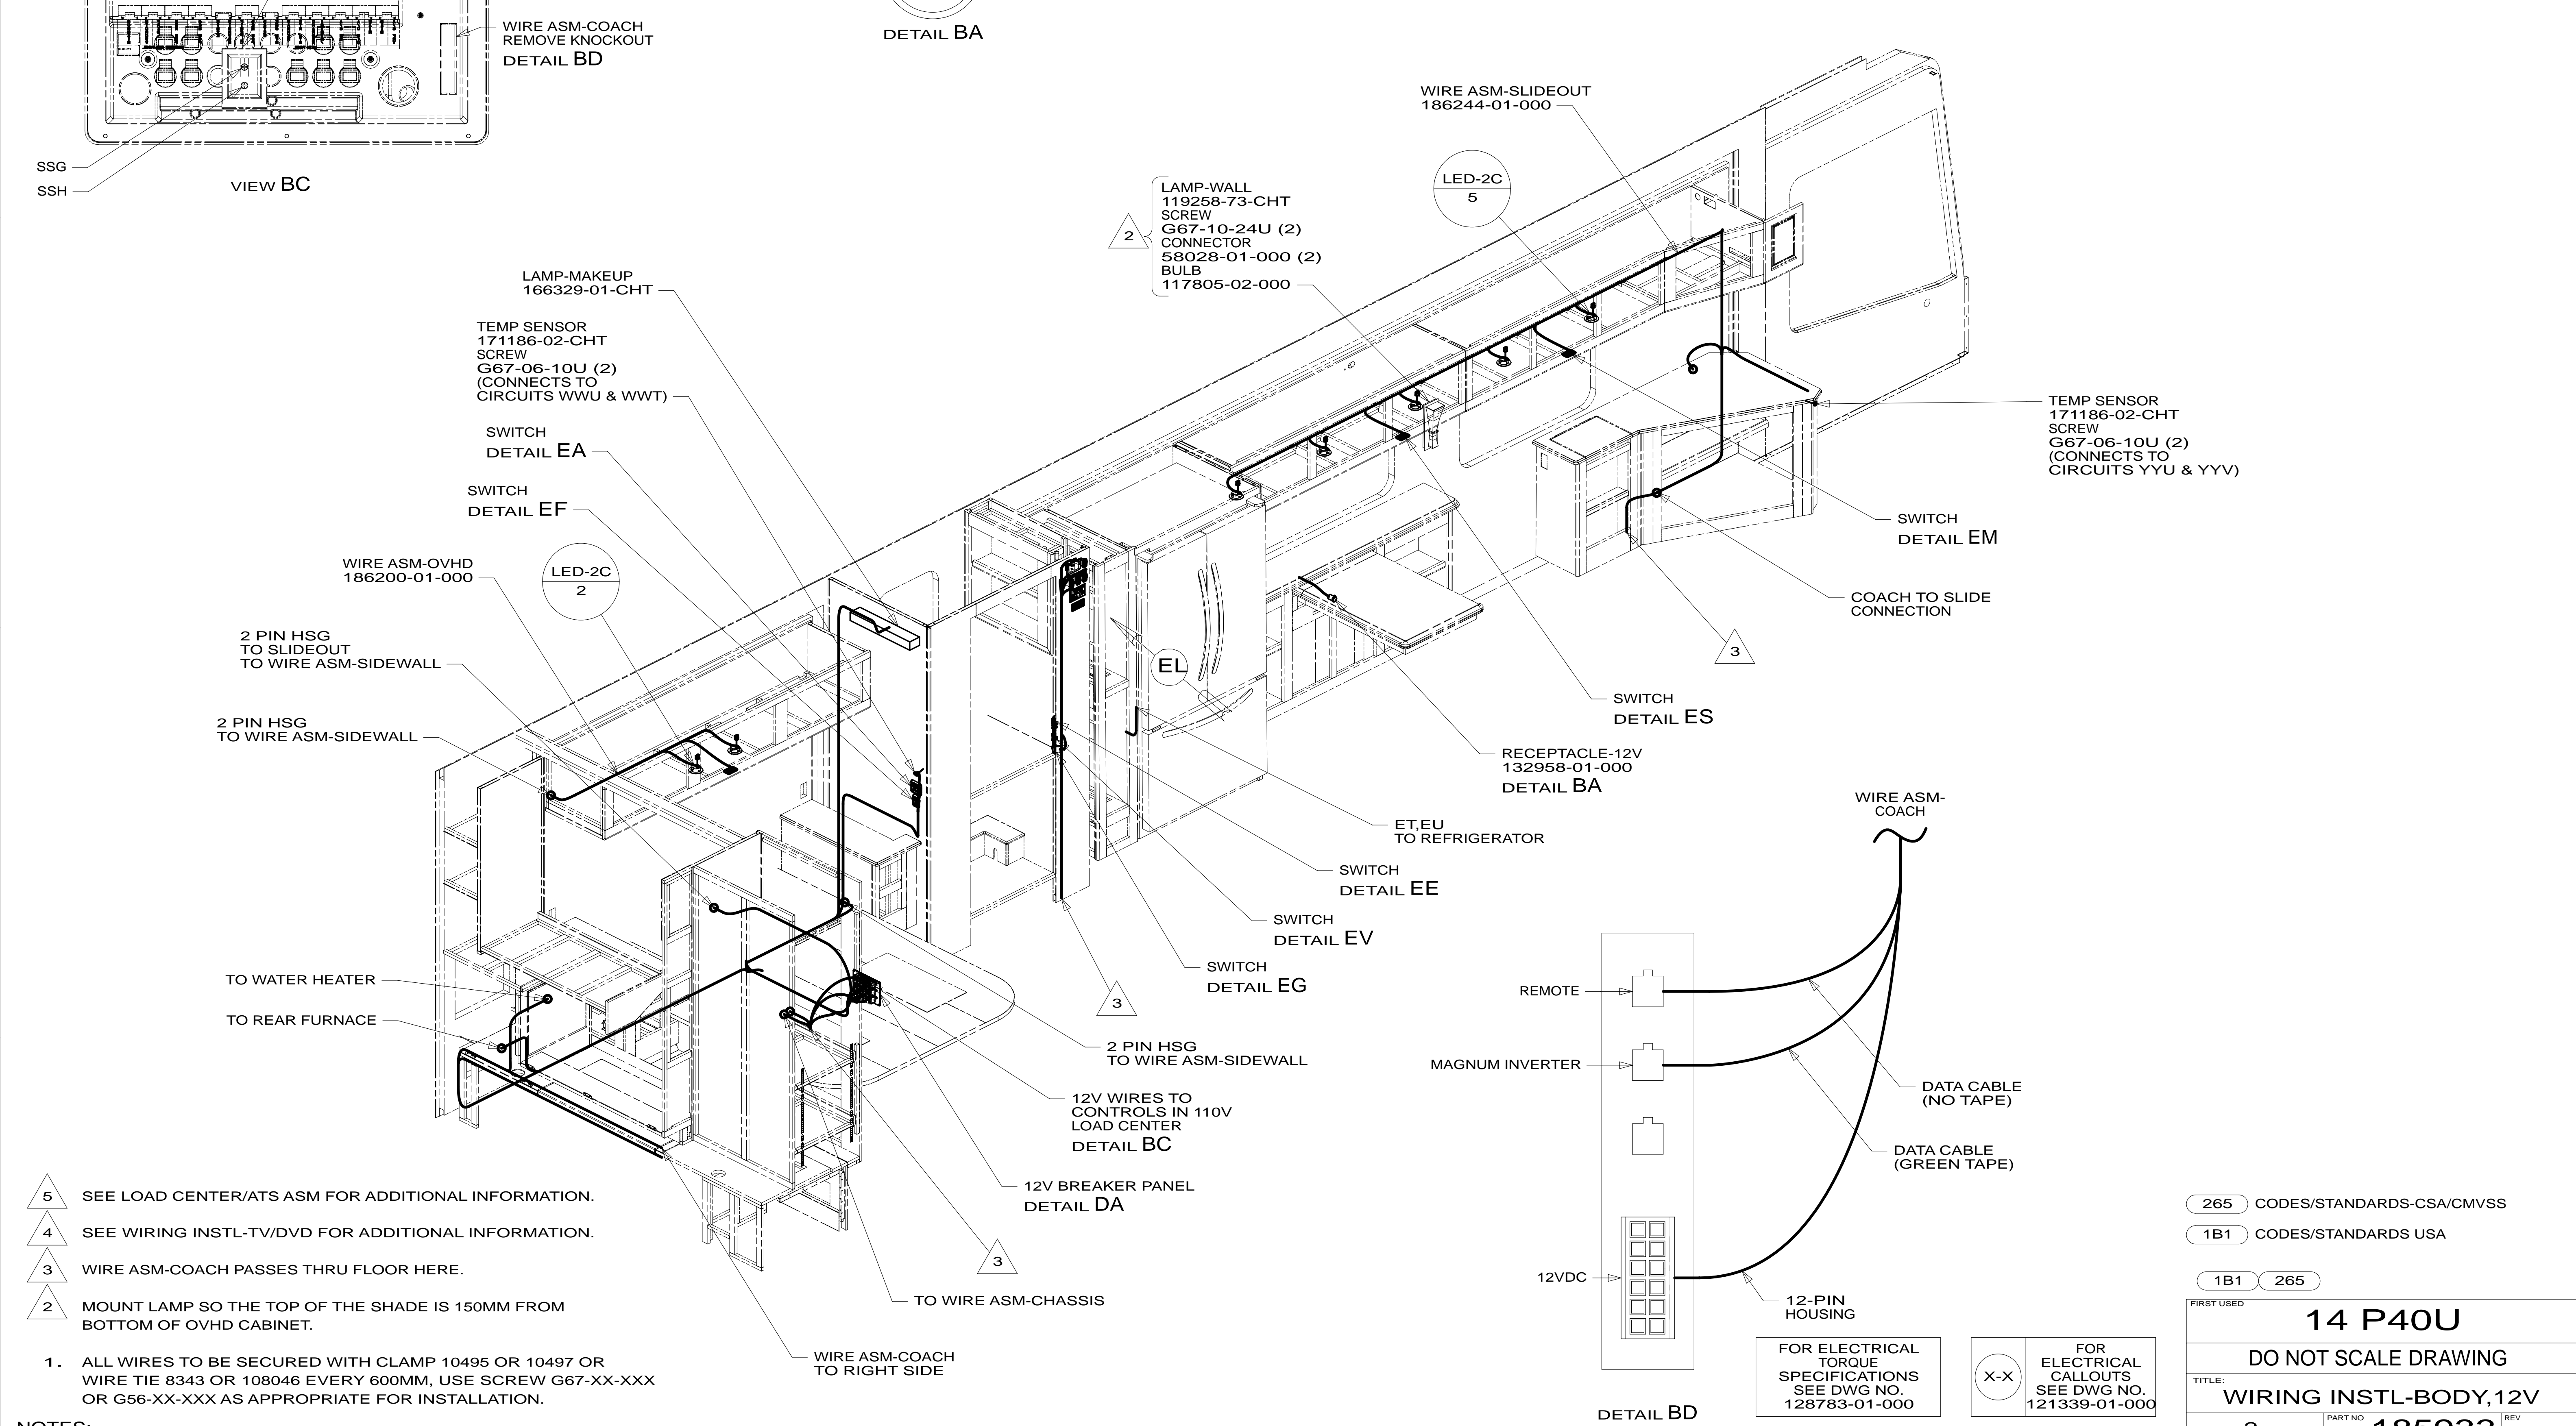 WIRE ASM-COACH
REMOVE KNOCKOUT
DETAIL BD
DETAIL BA
SSG
SSH
VIEW BC
WIRE ASM-SLIDEOUT
186244-01-000
LED-2C
5
2
LAMP-WALL
119258-73-CHT
SCREW
G67-10-24U (2)
CONNECTOR
58028-01-000 (2)
BULB
117805-02-000
LAMP-MAKEUP
166329-01-CHT
TEMP SENSOR
171186-02-CHT
SCREW
G67-06-10U (2)
(CONNECTS TO
CIRCUITS WWU & WWT)
SWITCH
DETAIL EA
SWITCH
DETAIL EF
WIRE ASM-OVHD
186200-01-000
LED-2C
2
2 PIN HSG
TO SLIDEOUT
TO WIRE ASM-SIDEWALL
2 PIN HSG
TO WIRE ASM-SIDEWALL
TO WATER HEATER
TO REAR FURNACE
TEMP SENSOR
171186-02-CHT
SCREW
G67-06-10U (2)
(CONNECTS TO
CIRCUITS YYU & YYV)
SWITCH
DETAIL EM
COACH TO SLIDE
CONNECTION
3
EL
SWITCH
DETAIL ES
RECEPTACLE-12V
132958-01-000
DETAIL BA
ET,EU
TO REFRIGERATOR
SWITCH
DETAIL EE
SWITCH
DETAIL EV
SWITCH
DETAIL EG
3
2 PIN HSG
TO WIRE ASM-SIDEWALL
12V WIRES TO
CONTROLS IN 110V
LOAD CENTER
DETAIL BC
12V BREAKER PANEL
DETAIL DA
3
TO WIRE ASM-CHASSIS
WIRE ASM-COACH
TO RIGHT SIDE
WIRE ASM-
COACH
REMOTE
MAGNUM INVERTER
DATA CABLE
(NO TAPE)
DATA CABLE
(GREEN TAPE)
12VDC
12-PIN
HOUSING
DETAIL BD
5 SEE LOAD CENTER/ATS ASM FOR ADDITIONAL INFORMATION.
4 SEE WIRING INSTL-TV/DVD FOR ADDITIONAL INFORMATION.
3 WIRE ASM-COACH PASSES THRU FLOOR HERE.
2 MOUNT LAMP SO THE TOP OF THE SHADE IS 150MM FROM
BOTTOM OF OVHD CABINET.
1. ALL WIRES TO BE SECURED WITH CLAMP 10495 OR 10497 OR
WIRE TIE 8343 OR 108046 EVERY 600MM, USE SCREW G67-XX-XXX
OR G56-XX-XXX AS APPROPRIATE FOR INSTALLATION.
NOTES:
FOR ELECTRICAL
TORQUE
SPECIFICATIONS
SEE DWG NO.
128783-01-000
X-X
FOR
ELECTRICAL
CALLOUTS
SEE DWG NO.
121339-01-000
265 CODES/STANDARDS-CSA/CMVSS
1B1 CODES/STANDARDS USA
1B1 265
FIRST USED
14 P40U
DO NOT SCALE DRAWING
TITLE:
WIRING INSTL-BODY,12V
PART NO
REV